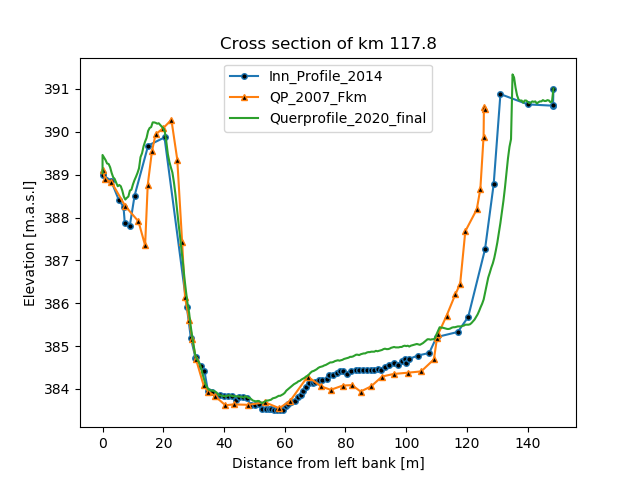 Cross section of km 117.8
Inn_Profile_2014
QP_2007_Fkm
Querprofile_2020_final
Elevation [m.a.s.l]
391
390
389
388
387
386
385
384
0 20 40 60 80 100 120 140
Distance from left bank [m]